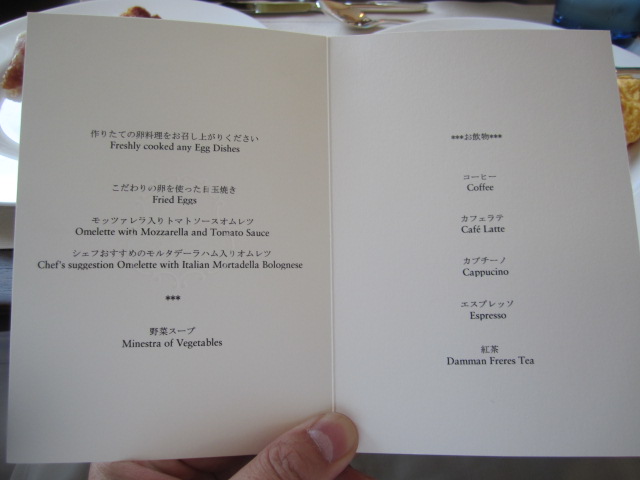 作りたての卵料理をお召し上がりください
Freshly cooked any Egg Dishes
こだわりの卵を使った目玉焼き
Fried Eggs
モッツァレラ入りトマトソースオムレツ
Omelette with Mozzarella and Tomato Sauce
シェフおすすめのモルタデーラハム入りオムレツ
Chef's suggestion Omelette with Italian Mortadella Bolognese
***
野菜スープ
Minestra of Vegetables
***お飲物***
コーヒー
Coffee
カフェラテ
Café Latte
カプチーノ
Cappucino
エスプレッソ
Espresso
紅茶
Damman Freres Tea